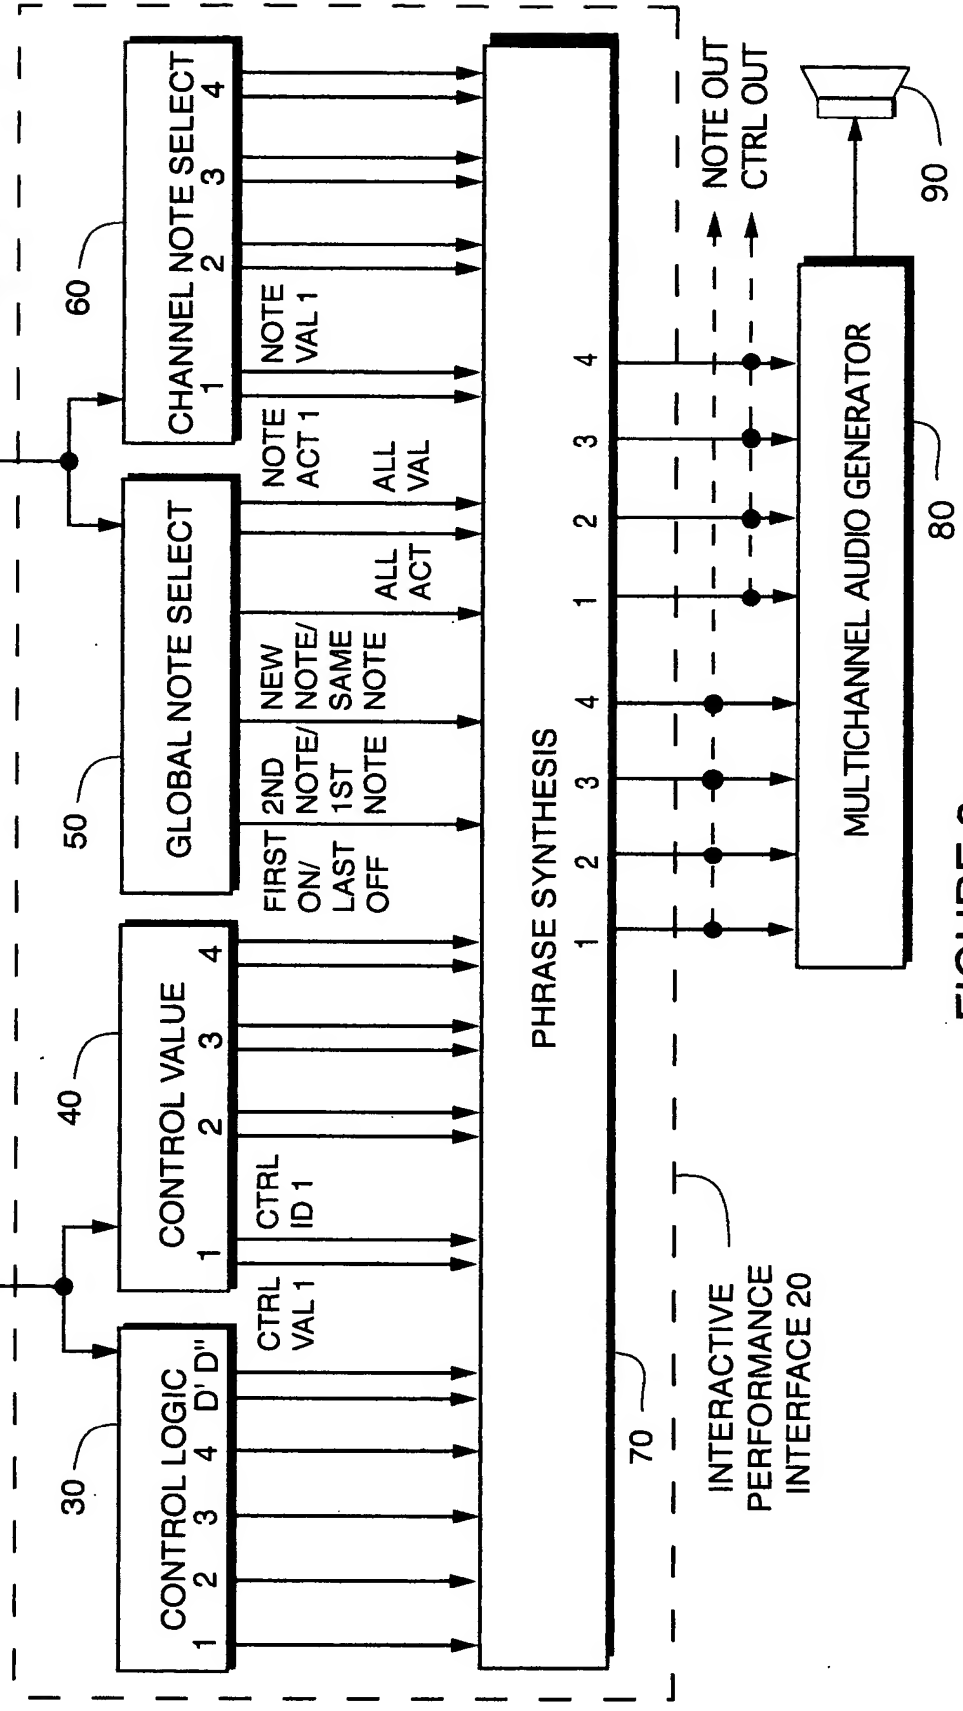 30
40
50
60
CONTROL LOGIC
1 2 3 4 D' D"
CONTROL VALUE
1 2 3 4
GLOBAL NOTE SELECT
CHANNEL NOTE SELECT
1 2 3 4
CTRL
VAL 1
CTRL
ID 1
FIRST
ON/
LAST
OFF
2ND
NOTE/
1ST
NOTE
NEW
NOTE/
SAME
NOTE
ALL
ACT
ALL
VAL
NOTE
ACT 1
NOTE
VAL 1
PHRASE SYNTHESIS
1 2 3 4 1 2 3 4
70
INTERACTIVE
PERFORMANCE
INTERFACE 20
NOTE OUT
CTRL OUT
MULTICHANNEL AUDIO GENERATOR
80
90